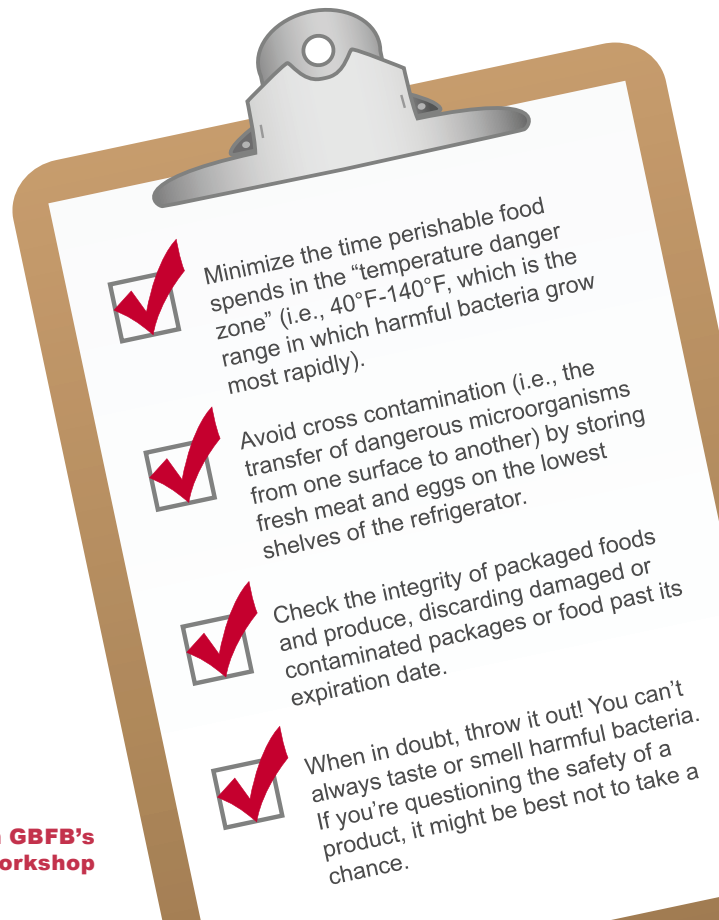 Minimize the time perishable food
spends in the “temperature danger
zone” (i.e., 40°F-140°F, which is the
range in which harmful bacteria grow
most rapidly).
Avoid cross contamination (i.e., the
transfer of dangerous microorganisms
from one surface to another) by storing
fresh meat and eggs on the lowest
shelves of the refrigerator.
Check the integrity of packaged foods
and produce, discarding damaged or
contaminated packages or food past its
expiration date.
When in doubt, throw it out! You can’t
always taste or smell harmful bacteria.
If you’re questioning the safety of a
product, it might be best not to take a
chance.
GBFB’s
orkshop